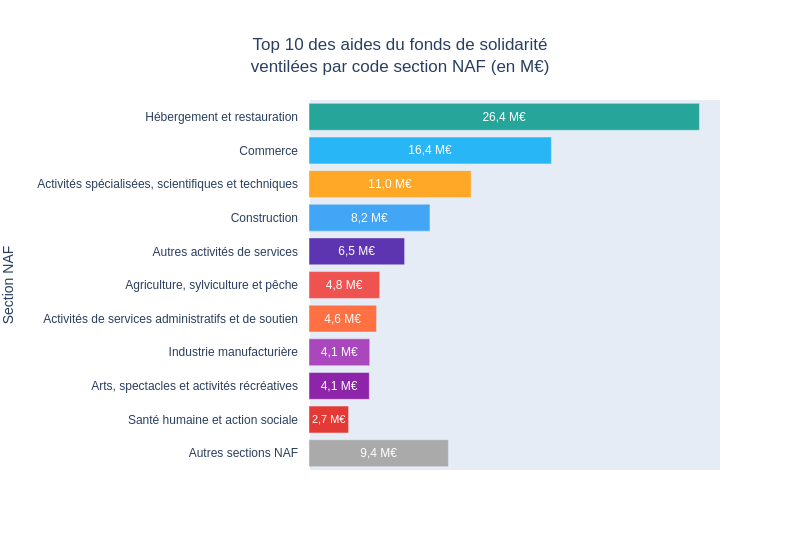 Top 10 des aides du fonds de solidarité
ventilées par code section NAF (en M€)
Section NAF
Hébergement et restauration 26,4 M€
Commerce 16,4 M€
Activités spécialisées, scientifiques et techniques 11,0 M€
Construction 8,2 M€
Autres activités de services 6,5 M€
Agriculture, sylviculture et pêche 4,8 M€
Activités de services administratifs et de soutien 4,6 M€
Industrie manufacturière 4,1 M€
Arts, spectacles et activités récréatives 4,1 M€
Santé humaine et action sociale 2,7 M€
Autres sections NAF 9,4 M€